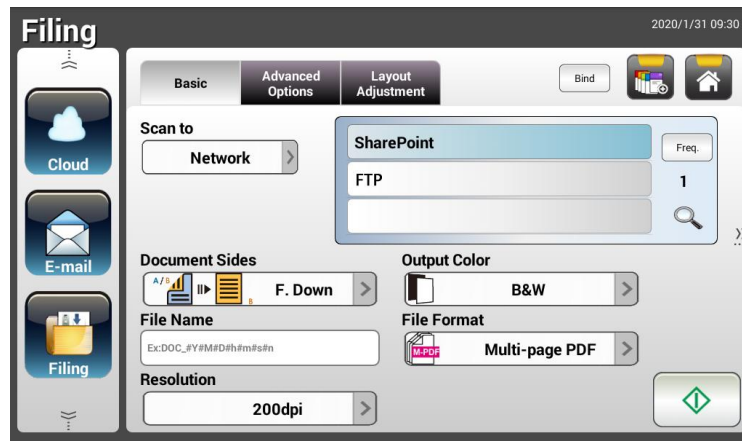 Filing
2020/1/31 09:30
Basic
Advanced
Options
Layout
Adjustment
Bind
Cloud
Scan to
Network
SharePoint
Freq.
FTP
1
E-mail
Document Sides
A/B
B
F. Down
Output Color
B&W
File Name
Ex:DOC_#Y#M#D#h#m#s#n
File Format
M-PDF
Multi-page PDF
Filing
Resolution
200dpi